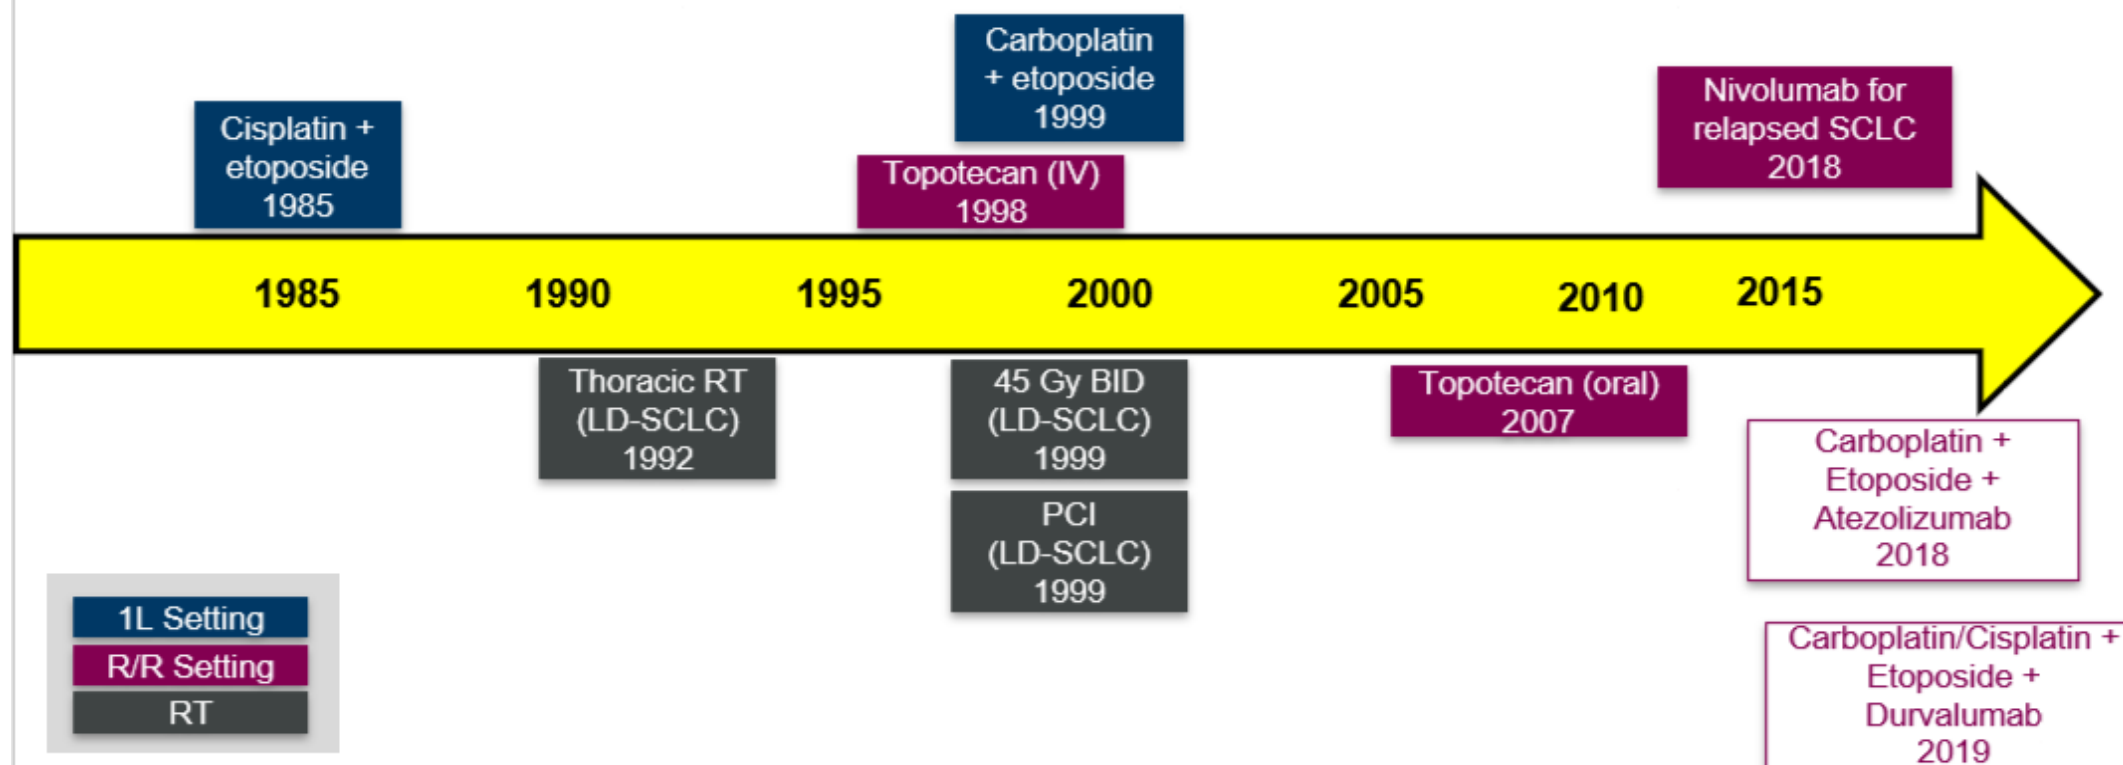 Carboplatin
+ etoposide
1999
Cisplatin +
etoposide
1985
Topotecan (IV)
1998
Nivolumab for
relapsed SCLC
2018
1985
1990
1995
2000
2005
2010
2015
Thoracic RT
(LD-SCLC)
1992
45 Gy BID
(LD-SCLC)
1999
PCI
(LD-SCLC)
1999
Topotecan (oral)
2007
Carboplatin +
Etoposide +
Atezolizumab
2018
Carboplatin/Cisplatin +
Etoposide +
Durvalumab
2019
1L Setting
R/R Setting
RT